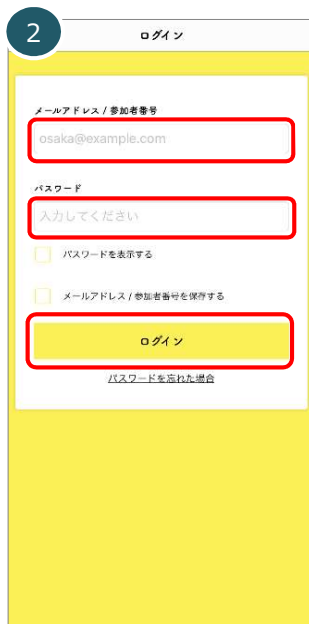 2
ログイン
メールアドレス / 参加者番号
osaka@example.com
パスワード
入力してください
パスワードを表示する
メールアドレス / 参加者番号を保存する
ログイン
パスワードを忘れた場合